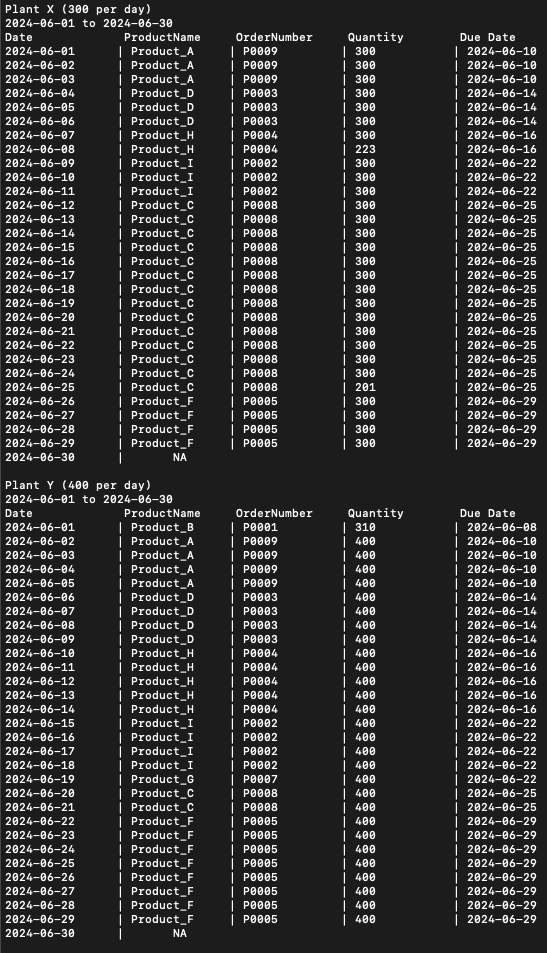 Plant X (300 per day)
2024-06-01 to 2024-06-30
Date | ProductName | OrderNumber | Quantity | Due Date
2024-06-01 | Product_A | P0009 | 300 | 2024-06-10
2024-06-02 | Product_A | P0009 | 300 | 2024-06-10
2024-06-03 | Product_A | P0009 | 300 | 2024-06-10
2024-06-04 | Product_D | P0003 | 300 | 2024-06-14
2024-06-05 | Product_D | P0003 | 300 | 2024-06-14
2024-06-06 | Product_D | P0003 | 300 | 2024-06-14
2024-06-07 | Product_H | P0004 | 300 | 2024-06-16
2024-06-08 | Product_H | P0004 | 223 | 2024-06-16
2024-06-09 | Product_I | P0002 | 300 | 2024-06-22
2024-06-10 | Product_I | P0002 | 300 | 2024-06-22
2024-06-11 | Product_I | P0002 | 300 | 2024-06-22
2024-06-12 | Product_C | P0008 | 300 | 2024-06-25
2024-06-13 | Product_C | P0008 | 300 | 2024-06-25
2024-06-14 | Product_C | P0008 | 300 | 2024-06-25
2024-06-15 | Product_C | P0008 | 300 | 2024-06-25
2024-06-16 | Product_C | P0008 | 300 | 2024-06-25
2024-06-17 | Product_C | P0008 | 300 | 2024-06-25
2024-06-18 | Product_C | P0008 | 300 | 2024-06-25
2024-06-19 | Product_C | P0008 | 300 | 2024-06-25
2024-06-20 | Product_C | P0008 | 300 | 2024-06-25
2024-06-21 | Product_C | P0008 | 300 | 2024-06-25
2024-06-22 | Product_C | P0008 | 300 | 2024-06-25
2024-06-23 | Product_C | P0008 | 300 | 2024-06-25
2024-06-24 | Product_C | P0008 | 300 | 2024-06-25
2024-06-25 | Product_C | P0008 | 201 | 2024-06-25
2024-06-26 | Product_F | P0005 | 300 | 2024-06-29
2024-06-27 | Product_F | P0005 | 300 | 2024-06-29
2024-06-28 | Product_F | P0005 | 300 | 2024-06-29
2024-06-29 | Product_F | P0005 | 300 | 2024-06-29
2024-06-30 | NA
Plant Y (400 per day)
2024-06-01 to 2024-06-30
Date ProductName OrderNumber Quantity Due Date
2024-06-01 | Product_B | P0001 | 310 | 2024-06-08
2024-06-02 | Product_A | P0009 | 400 | 2024-06-10
2024-06-03 | Product_A | P0009 | 400 | 2024-06-10
2024-06-04 | Product_A | P0009 | 400 | 2024-06-10
2024-06-05 | Product_A | P0009 | 400 | 2024-06-10
2024-06-06 | Product_D | P0003 | 400 | 2024-06-14
2024-06-07 | Product_D | P0003 | 400 | 2024-06-14
2024-06-08 | Product_D | P0003 | 400 | 2024-06-14
2024-06-09 | Product_D | P0003 | 400 | 2024-06-14
2024-06-10 | Product_H | P0004 | 400 | 2024-06-16
2024-06-11 | Product_H | P0004 | 400 | 2024-06-16
2024-06-12 | Product_H | P0004 | 400 | 2024-06-16
2024-06-13 | Product_H | P0004 | 400 | 2024-06-16
2024-06-14 | Product_H | P0004 | 400 | 2024-06-16
2024-06-15 | Product_I | P0002 | 400 | 2024-06-22
2024-06-16 | Product_I | P0002 | 400 | 2024-06-22
2024-06-17 | Product_I | P0002 | 400 | 2024-06-22
2024-06-18 | Product_I | P0002 | 400 | 2024-06-22
2024-06-19 | Product_G | P0007 | 400 | 2024-06-22
2024-06-20 | Product_C | P0008 | 400 | 2024-06-25
2024-06-21 | Product_C | P0008 | 400 | 2024-06-25
2024-06-22 | Product_F | P0005 | 400 | 2024-06-29
2024-06-23 | Product_F | P0005 | 400 | 2024-06-29
2024-06-24 | Product_F | P0005 | 400 | 2024-06-29
2024-06-25 | Product_F | P0005 | 400 | 2024-06-29
2024-06-26 | Product_F | P0005 | 400 | 2024-06-29
2024-06-27 | Product_F | P0005 | 400 | 2024-06-29
2024-06-28 | Product_F | P0005 | 400 | 2024-06-29
2024-06-29 | Product_F | P0005 | 400 | 2024-06-29
2024-06-30 | NA